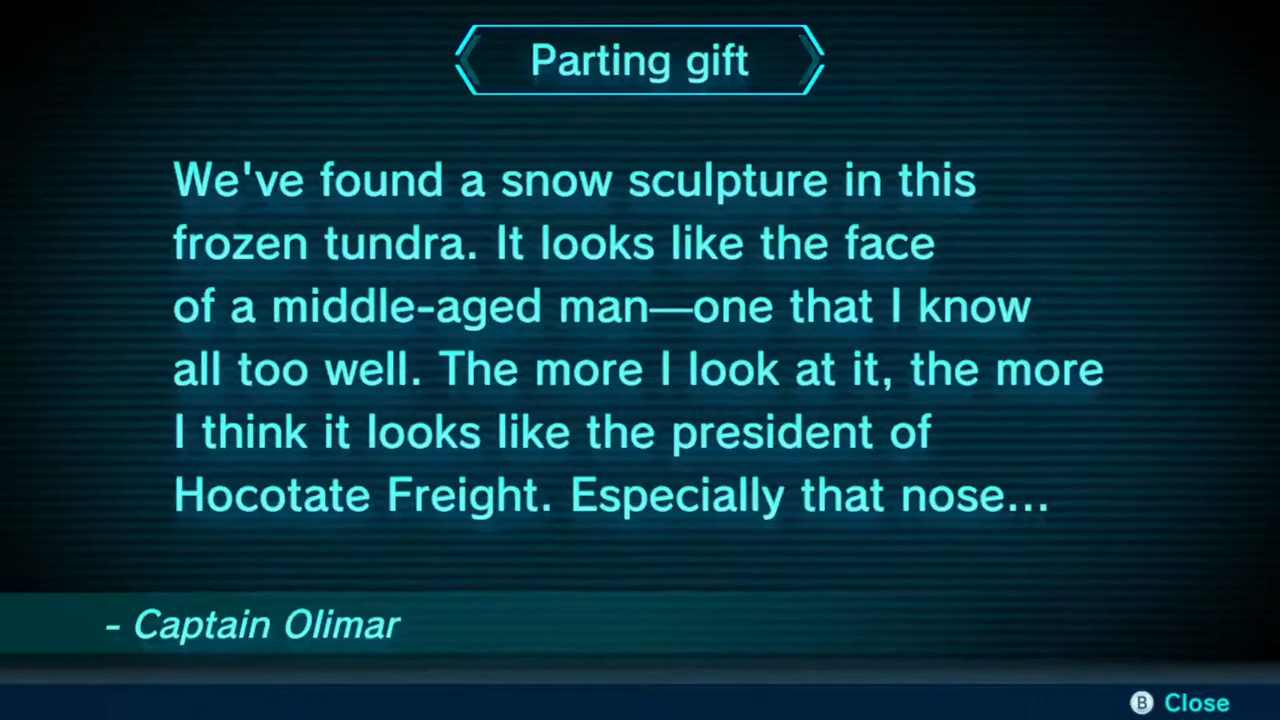 Parting gift
We've found a snow sculpture in this
frozen tundra. It looks like the face
of a middle-aged man—one that I know
all too well. The more I look at it, the more
I think it looks like the president of
Hocotate Freight. Especially that nose...
- Captain Olimar
B Close